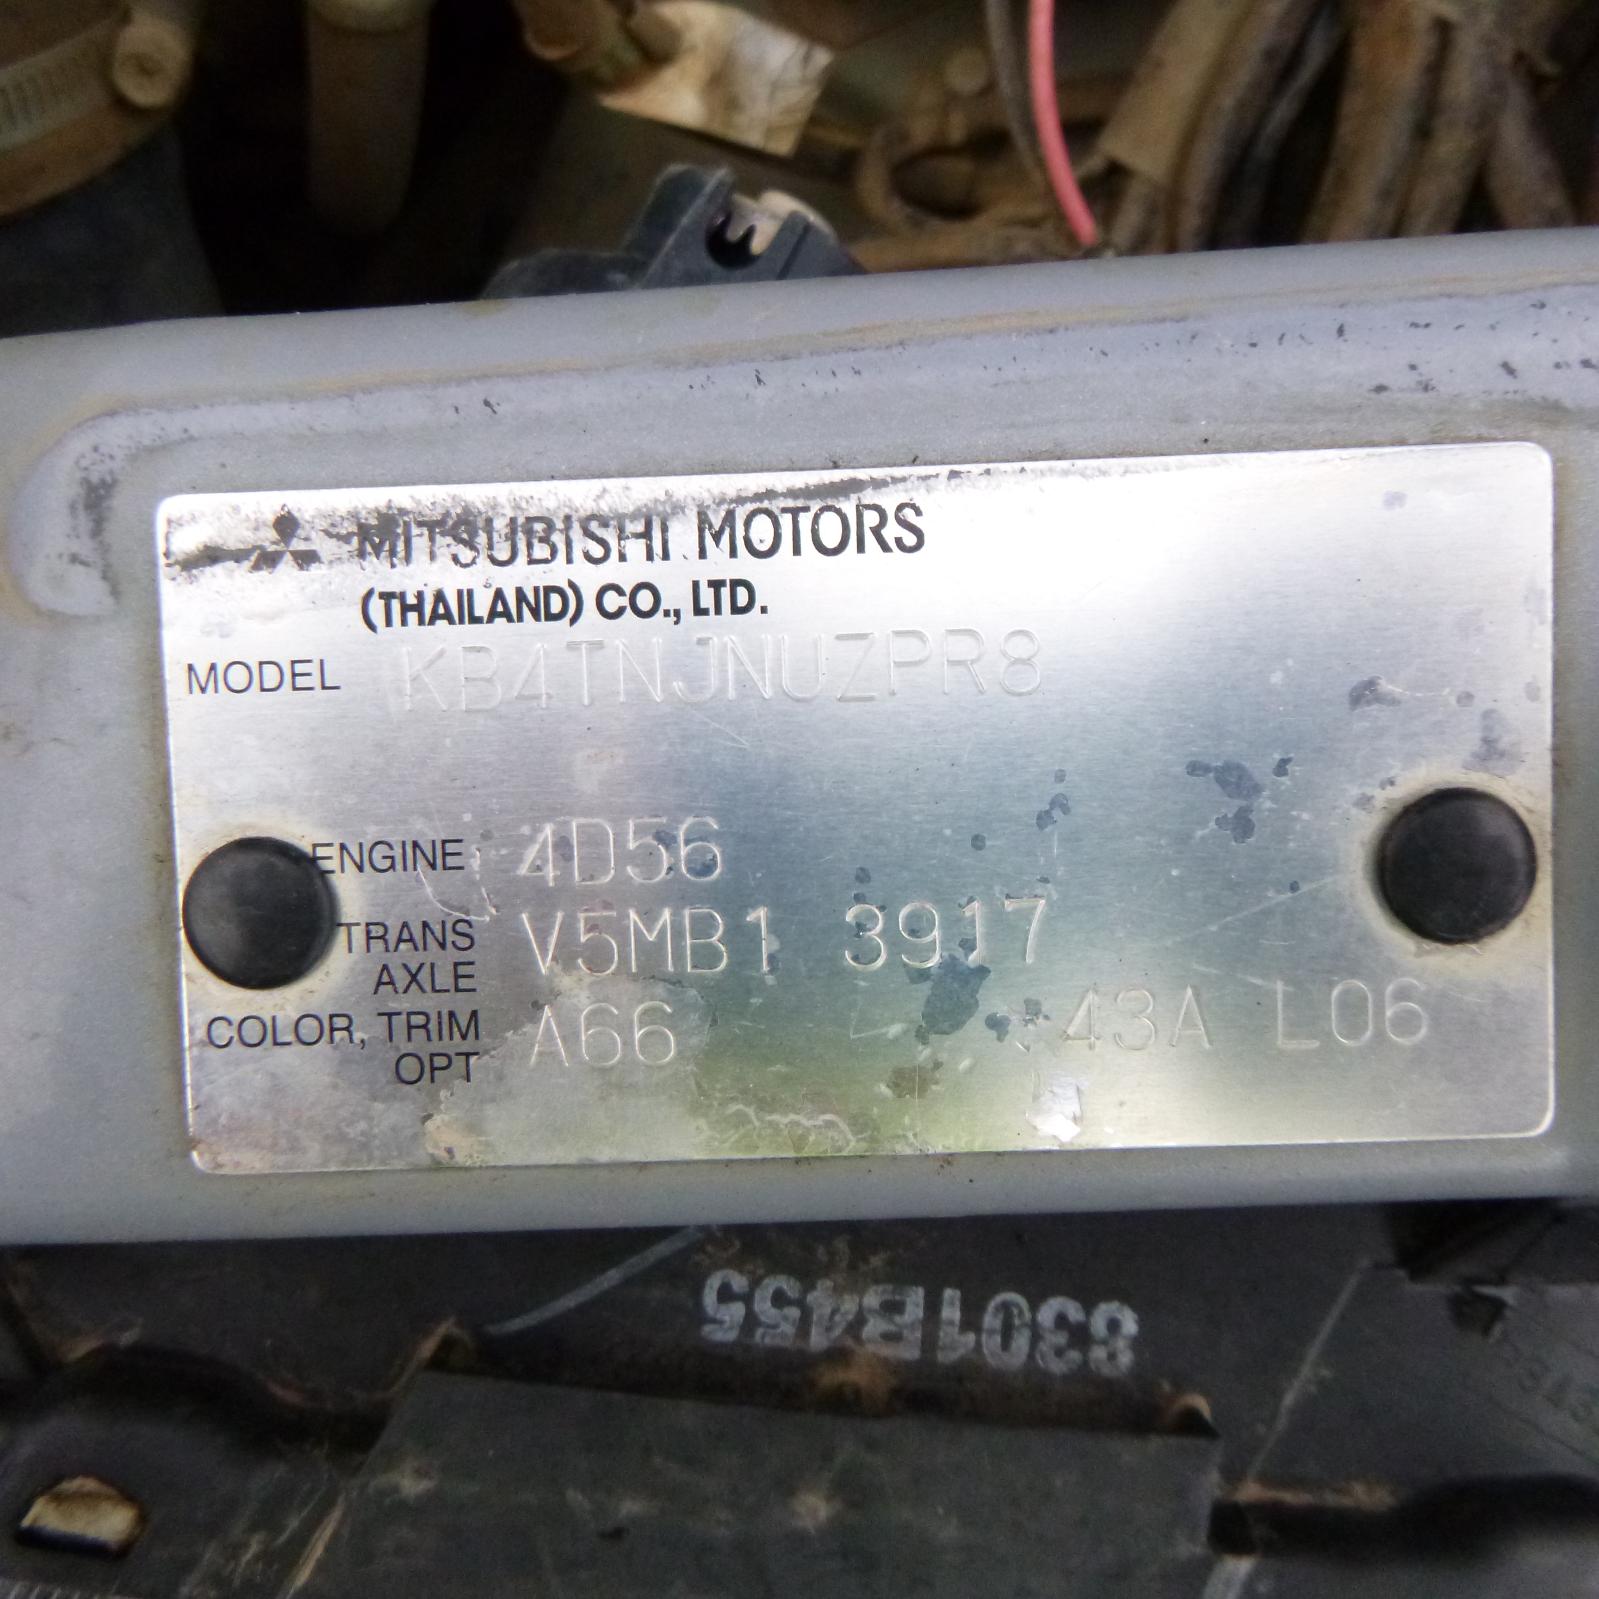 MITSUBISHI MOTORS
(THAILAND) CO., LTD.
MODEL KB4TNJNUZPR8
ENGINE 4D56
TRANS AXLE V5MB1 3917
COLOR, TRIM OPT A66 43A L06
8301B455